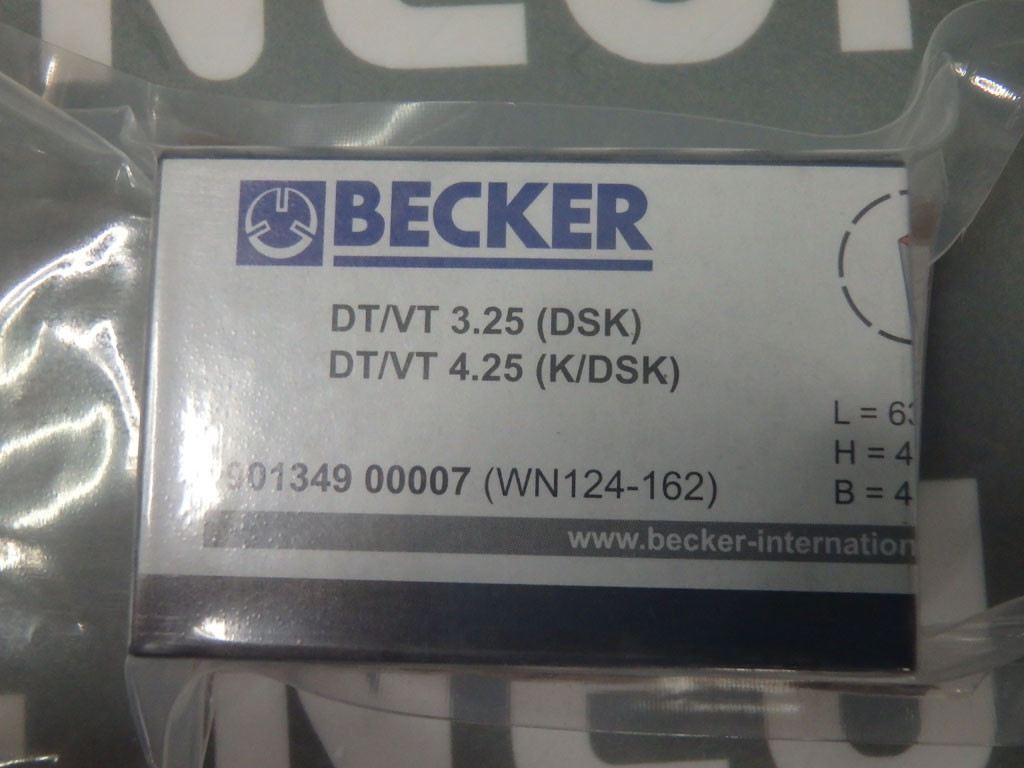 BECKER
DT/VT 3.25 (DSK)
DT/VT 4.25 (K/DSK)
L = 63
H = 4
B = 4
901349 00007 (WN124-162)
www.becker-internation